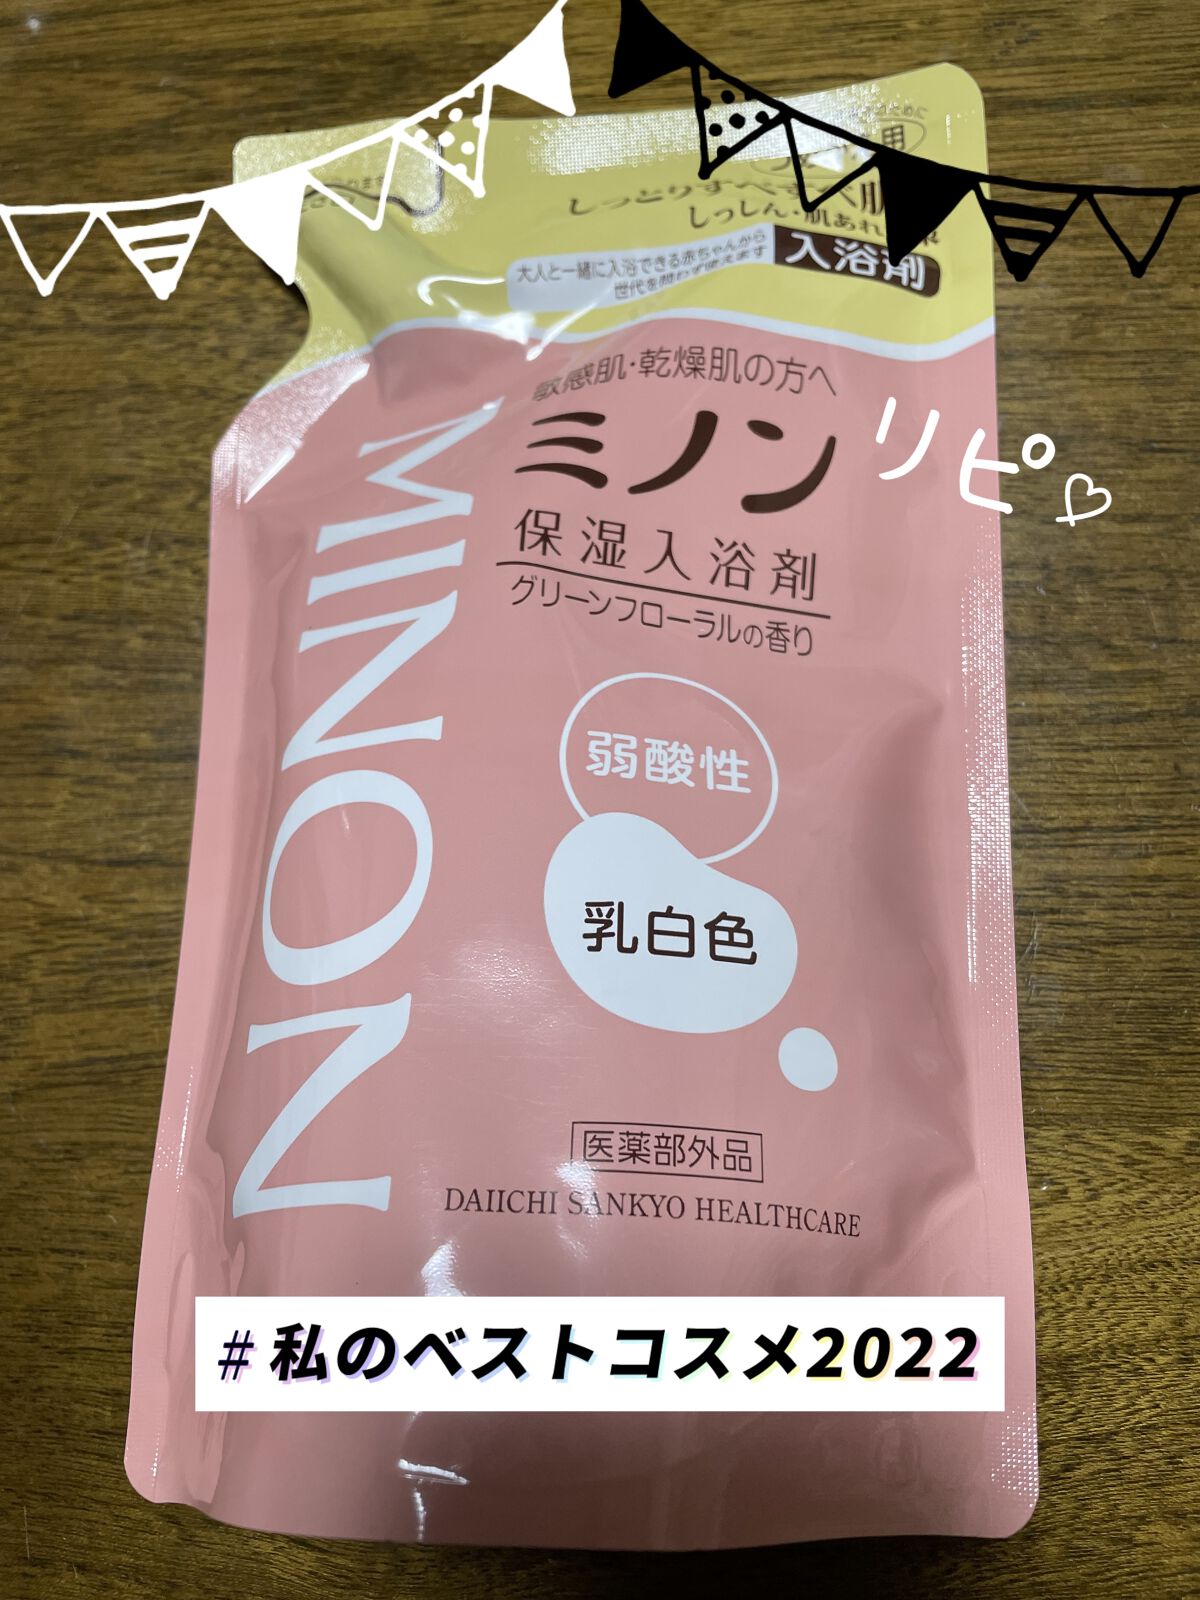 つめかえ用
しっとりすべすべ肌
しっしん・肌あれ
大人と一緒に入浴できる赤ちゃんから
世代を問わず使えます
入浴剤
敏感肌・乾燥肌の方へ
ミノン
リピ♡
保湿入浴剤
グリーンフローラルの香り
MINON
弱酸性
乳白色
医薬部外品
DAIICHI SANKYO HEALTHCARE
#私のベストコスメ2022